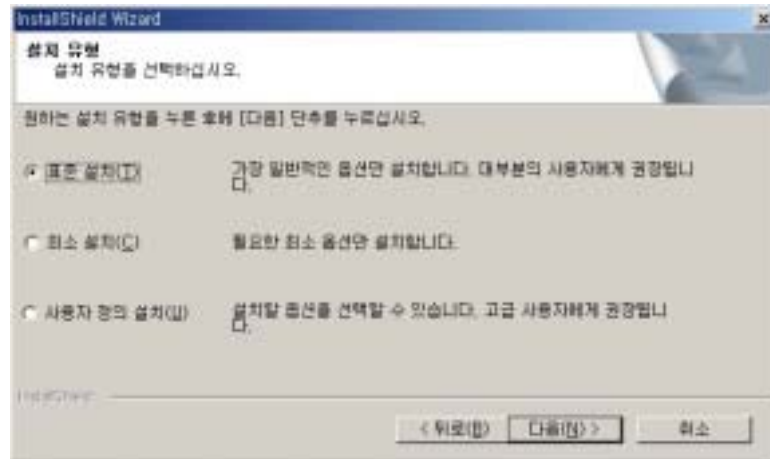 InstallShield Wizard
설치 유형
설치 유형을 선택하십시오.
원하는 설치 유형을 누른 후에 [다음] 단추를 누르십시오.
표준 설치(T)
가장 일반적인 옵션만 설치합니다. 대부분의 사용자에게 권장됩니
다.
최소 설치(C)
필요한 최소 옵션만 설치합니다.
사용자 정의 설치(U)
설치할 옵션을 선택할 수 있습니다. 고급 사용자에게 권장됩니
다.
InstallShield
< 뒤로(B)
다음(N) >
취소